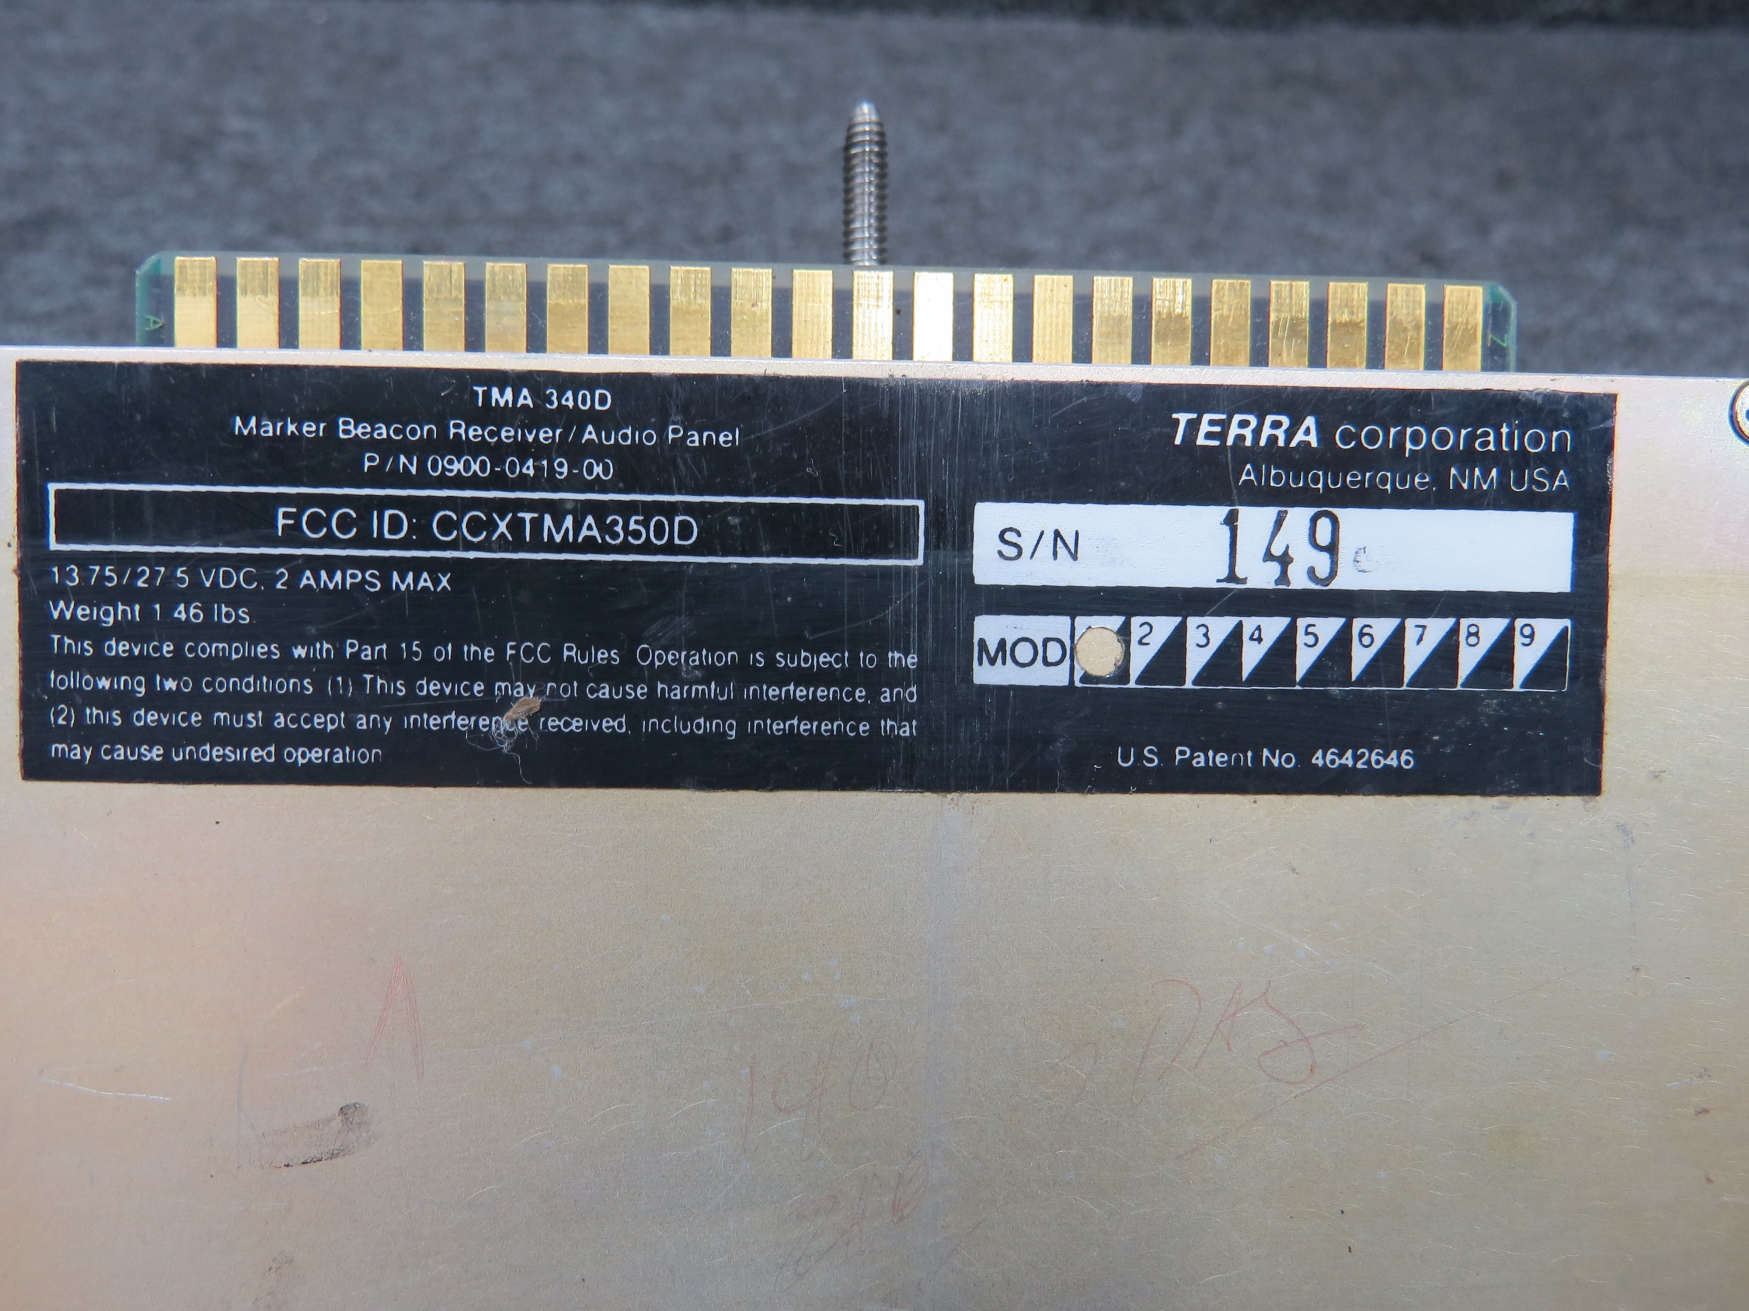 A
Z
TMA 340D
Marker Beacon Receiver/Audio Panel
P/N 0900-0419-00
FCC ID: CCXTMA350D
13.75/27.5 VDC, 2 AMPS MAX
Weight 1.46 lbs.
This device complies with Part 15 of the FCC Rules. Operation is subject to the
following two conditions (1) This device may not cause harmful interference, and
(2) this device must accept any interference received, including interference that
may cause undesired operation
TERRA corporation
Albuquerque, NM USA
S/N 149
MOD 2 3 4 5 6 7 8 9
U.S. Patent No. 4642646